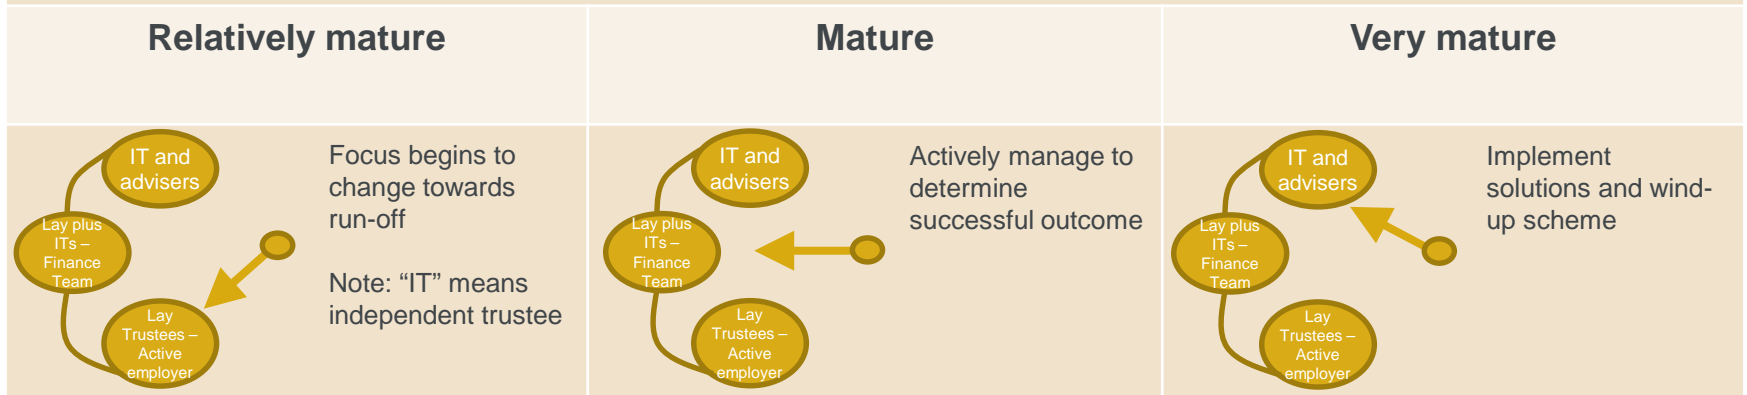 Relatively mature
Mature
Very mature
IT and
advisers
Lay plus
ITs –
Finance
Team
Lay
Trustees –
Active
employer
Focus begins to
change towards
run-off
Note: “IT” means
independent trustee
IT and
advisers
Lay plus
ITs –
Finance
Team
Lay
Trustees –
Active
employer
Actively manage to
determine
successful outcome
IT and
advisers
Lay plus
ITs –
Finance
Team
Lay
Trustees –
Active
employer
Implement
solutions and wind-
up scheme